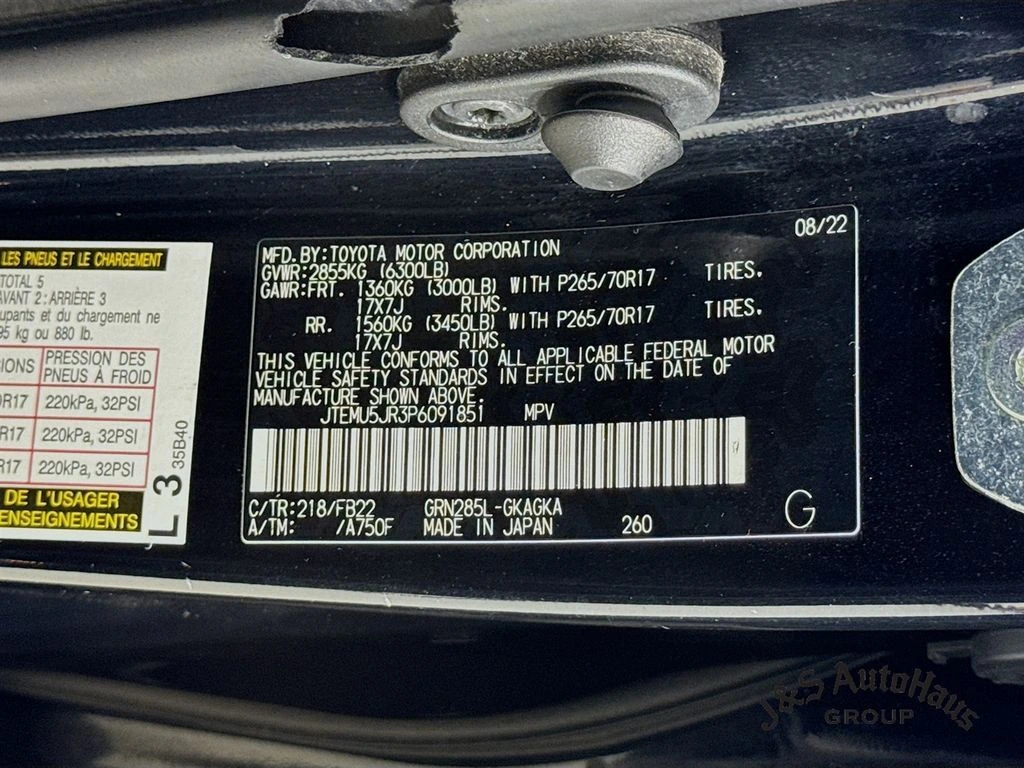 LES PNEUS ET LE CHARGEMENT
TOTAL 5
AVANT 2 : ARRIÈRE 3
upants et du chargement ne
95 kg ou 880 lb.
PRESSION DES
PNEUS À FROID
R17 220kPa, 32PSI
R17 220kPa, 32PSI
R17 220kPa, 32PSI
DE L'USAGER
ENSEIGNEMENTS
L 3 35B40
08/22
MFD. BY: TOYOTA MOTOR CORPORATION
GVWR: 2855KG (6300LB)
GAWR: FRT. 1360KG (3000LB) WITH P265/70R17 TIRES.
17X7J RIMS.
RR. 1560KG (3450LB) WITH P265/70R17 TIRES.
17X7J RIMS.
THIS VEHICLE CONFORMS TO ALL APPLICABLE FEDERAL MOTOR
VEHICLE SAFETY STANDARDS IN EFFECT ON THE DATE OF
MANUFACTURE SHOWN ABOVE.
JTEMU5JR3P6091851 MPV
C/TR: 218/FB22 GRN285L-GKAGKA
A/TM: /A750F MADE IN JAPAN 260
G
J&S AutoHaus
GROUP